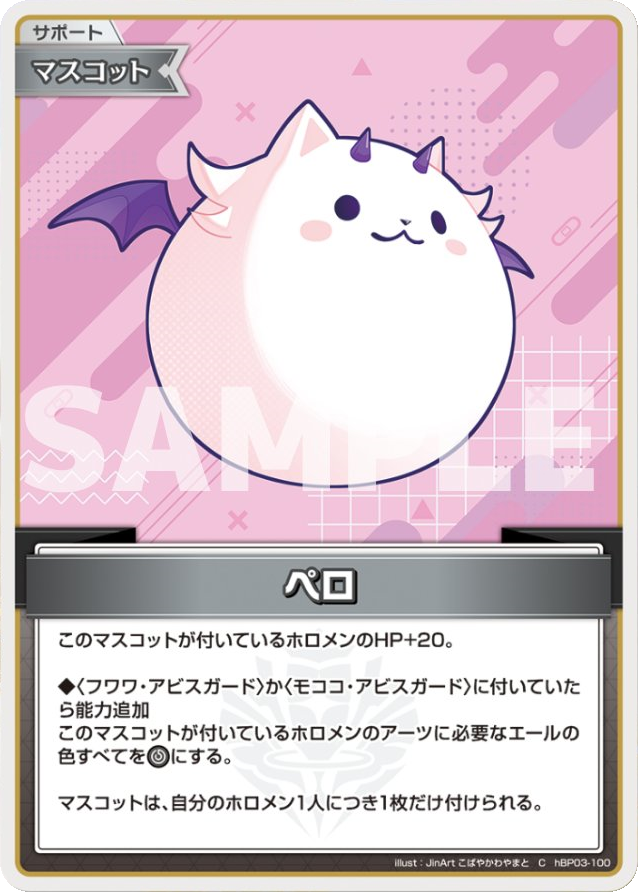 サポート
マスコット
SAMPLE
ペロ
このマスコットが付いているホロメンのHP+20。
◆〈フワワ・アビスガード〉か〈モココ・アビスガード〉に付いていた
ら能力追加
このマスコットが付いているホロメンのアーツに必要なエールの
色すべてをにする。
マスコットは、自分のホロメン1人につき1枚だけ付けられる。
illust：JinArt こばやかわやまと C hBP03-100